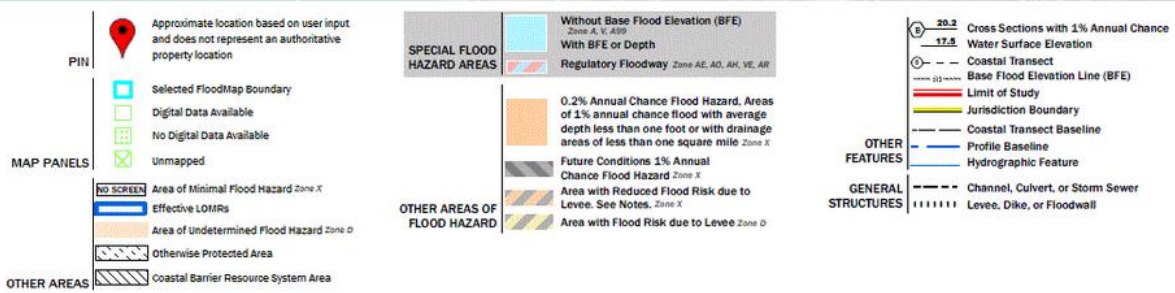 PIN
Approximate location based on user input
and does not represent an authoritative
property location
MAP PANELS
Selected FloodMap Boundary
Digital Data Available
No Digital Data Available
Unmapped
OTHER AREAS
NO SCREEN Area of Minimal Flood Hazard Zone X
Effective LOMRs
Area of Undetermined Flood Hazard Zone D
Otherwise Protected Area
Coastal Barrier Resource System Area
SPECIAL FLOOD
HAZARD AREAS
Without Base Flood Elevation (BFE)
Zone A, V, A99
With BFE or Depth
Regulatory Floodway Zone AE, AO, AH, VE, AR
OTHER AREAS OF
FLOOD HAZARD
0.2% Annual Chance Flood Hazard, Areas
of 1% annual chance flood with average
depth less than one foot or with drainage
areas of less than one square mile Zone X
Future Conditions 1% Annual
Chance Flood Hazard Zone X
Area with Reduced Flood Risk due to
Levee. See Notes. Zone X
Area with Flood Risk due to Levee Zone D
OTHER
FEATURES
B 20.2 Cross Sections with 1% Annual Chance
17.5 Water Surface Elevation
Coastal Transect
Base Flood Elevation Line (BFE)
Limit of Study
Jurisdiction Boundary
Coastal Transect Baseline
Profile Baseline
Hydrographic Feature
GENERAL
STRUCTURES
Channel, Culvert, or Storm Sewer
Levee, Dike, or Floodwall